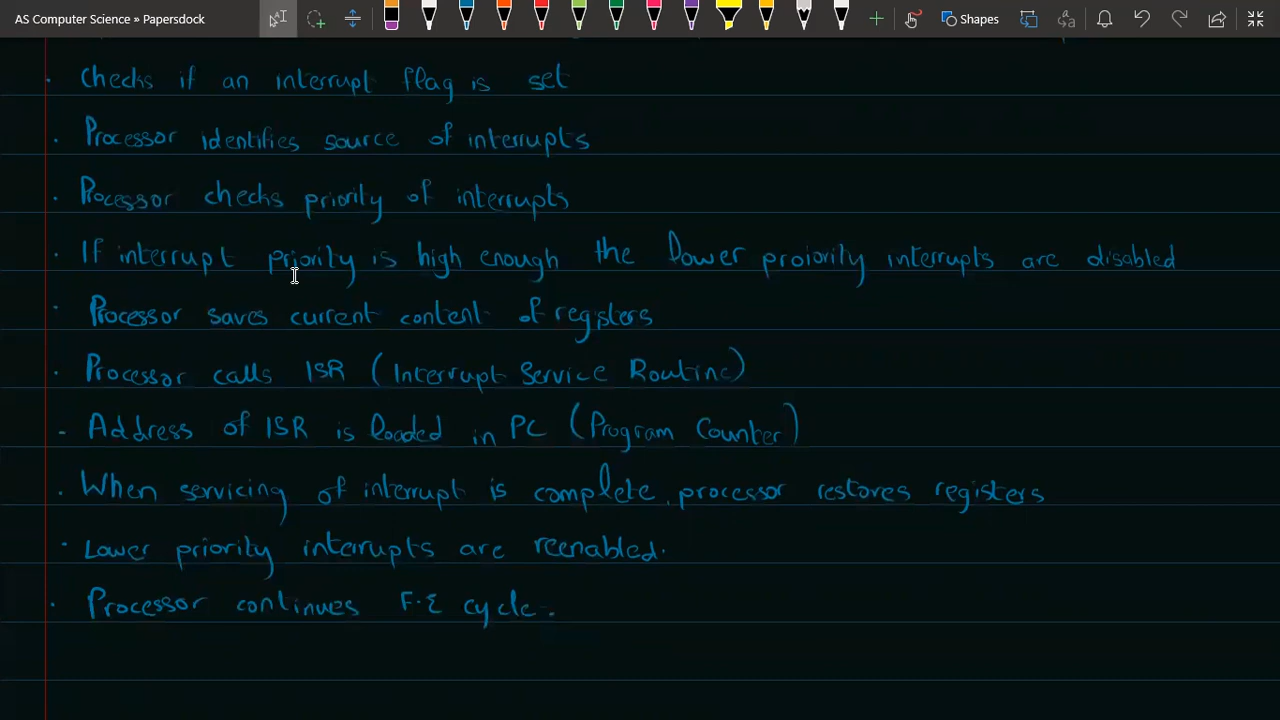 AS Computer Science » Papersdock
Shapes
· Checks if an interrupt flag is set
· Processor identifies source of interrupts
· Processor checks priority of interrupts
· If interrupt priority is high enough the lower proiority interrupts are disabled
· Processor saves current content of registers
· Processor calls ISR (Interrupt Service Routine)
· Address of ISR is loaded in PC (Program Counter)
· When servicing of interrupt is complete, processor restores registers
· Lower priority interrupts are reenabled.
· Processor continues F.E cycle.